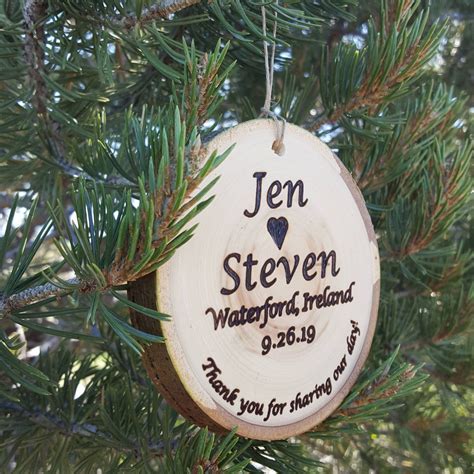 Jen
Steven
Waterford, Ireland
9.26.19
Thank you for sharing our day!